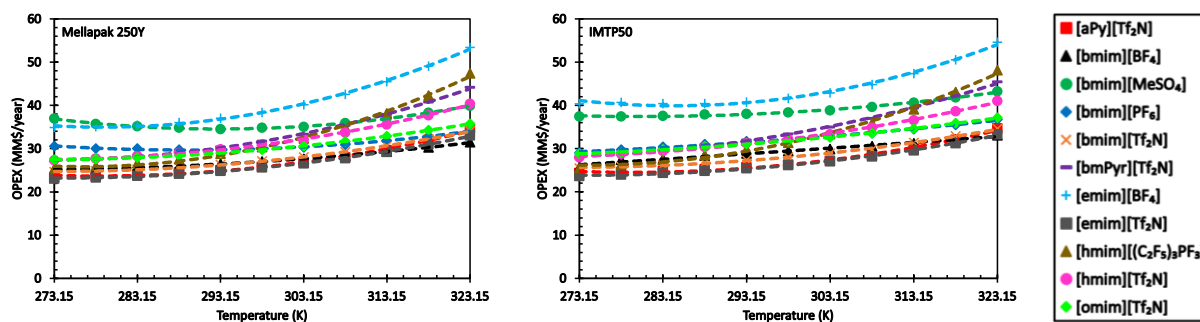 Mellapak 250Y
OPEX (MM$/year)
60
50
40
30
20
10
0
273.15 283.15 293.15 303.15 313.15 323.15
Temperature (K)
IMTP50
OPEX (MM$/year)
60
50
40
30
20
10
0
273.15 283.15 293.15 303.15 313.15 323.15
Temperature (K)
[aPy][Tf₂N]
[bmim][BF₄]
[bmim][MeSO₄]
[bmim][PF₆]
[bmim][Tf₂N]
[bmPyr][Tf₂N]
[emim][BF₄]
[emim][Tf₂N]
[hmim][(C₂F₅)₃PF₃
[hmim][Tf₂N]
[omim][Tf₂N]